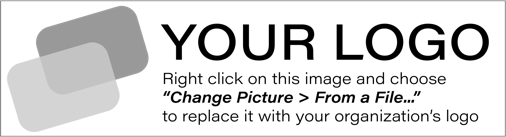 YOUR LOGO
Right click on this image and choose
“Change Picture > From a File...”
to replace it with your organization’s logo